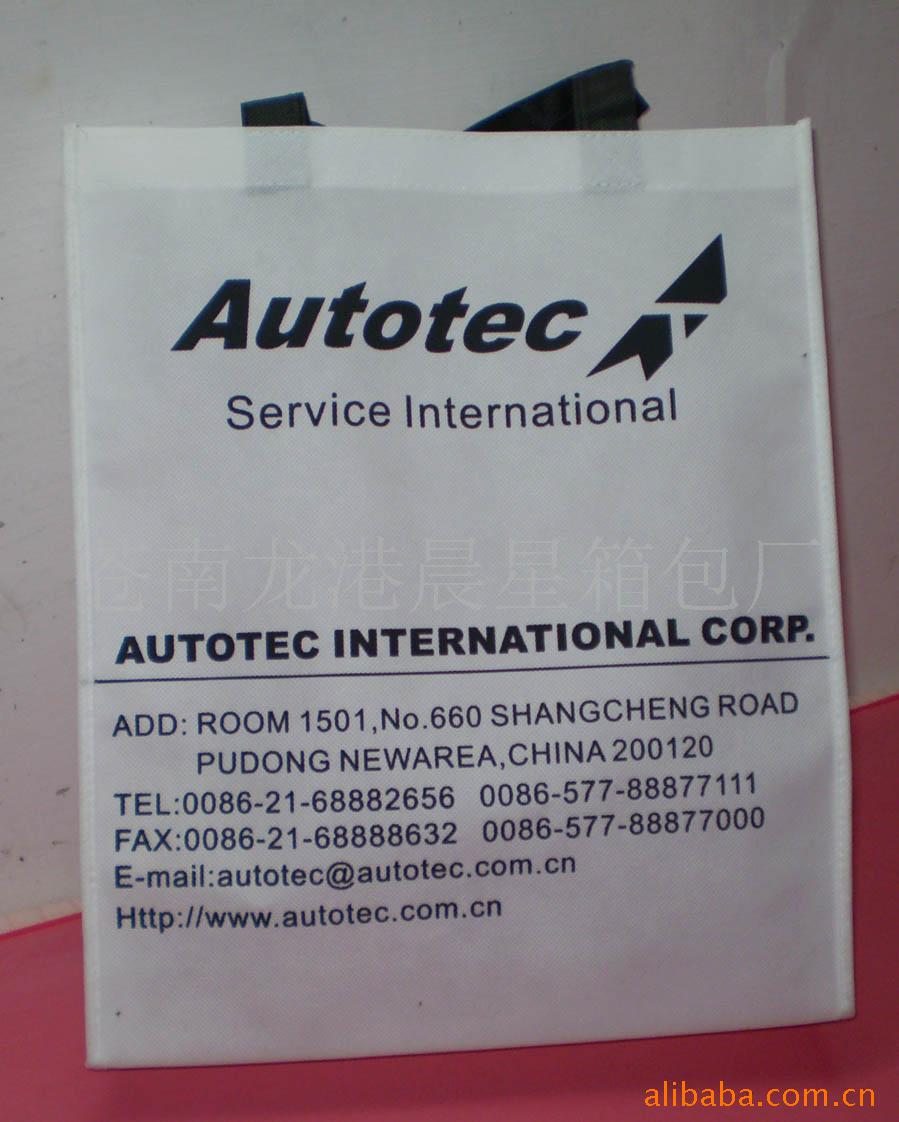 Autotec
Service International
苍南龙港晨星箱包厂
AUTOTEC INTERNATIONAL CORP.
ADD: ROOM 1501,No.660 SHANGCHENG ROAD
PUDONG NEWAREA,CHINA 200120
TEL:0086-21-68882656 0086-577-88877111
FAX:0086-21-68888632 0086-577-88877000
E-mail:autotec@autotec.com.cn
Http://www.autotec.com.cn
alibaba.com.cn